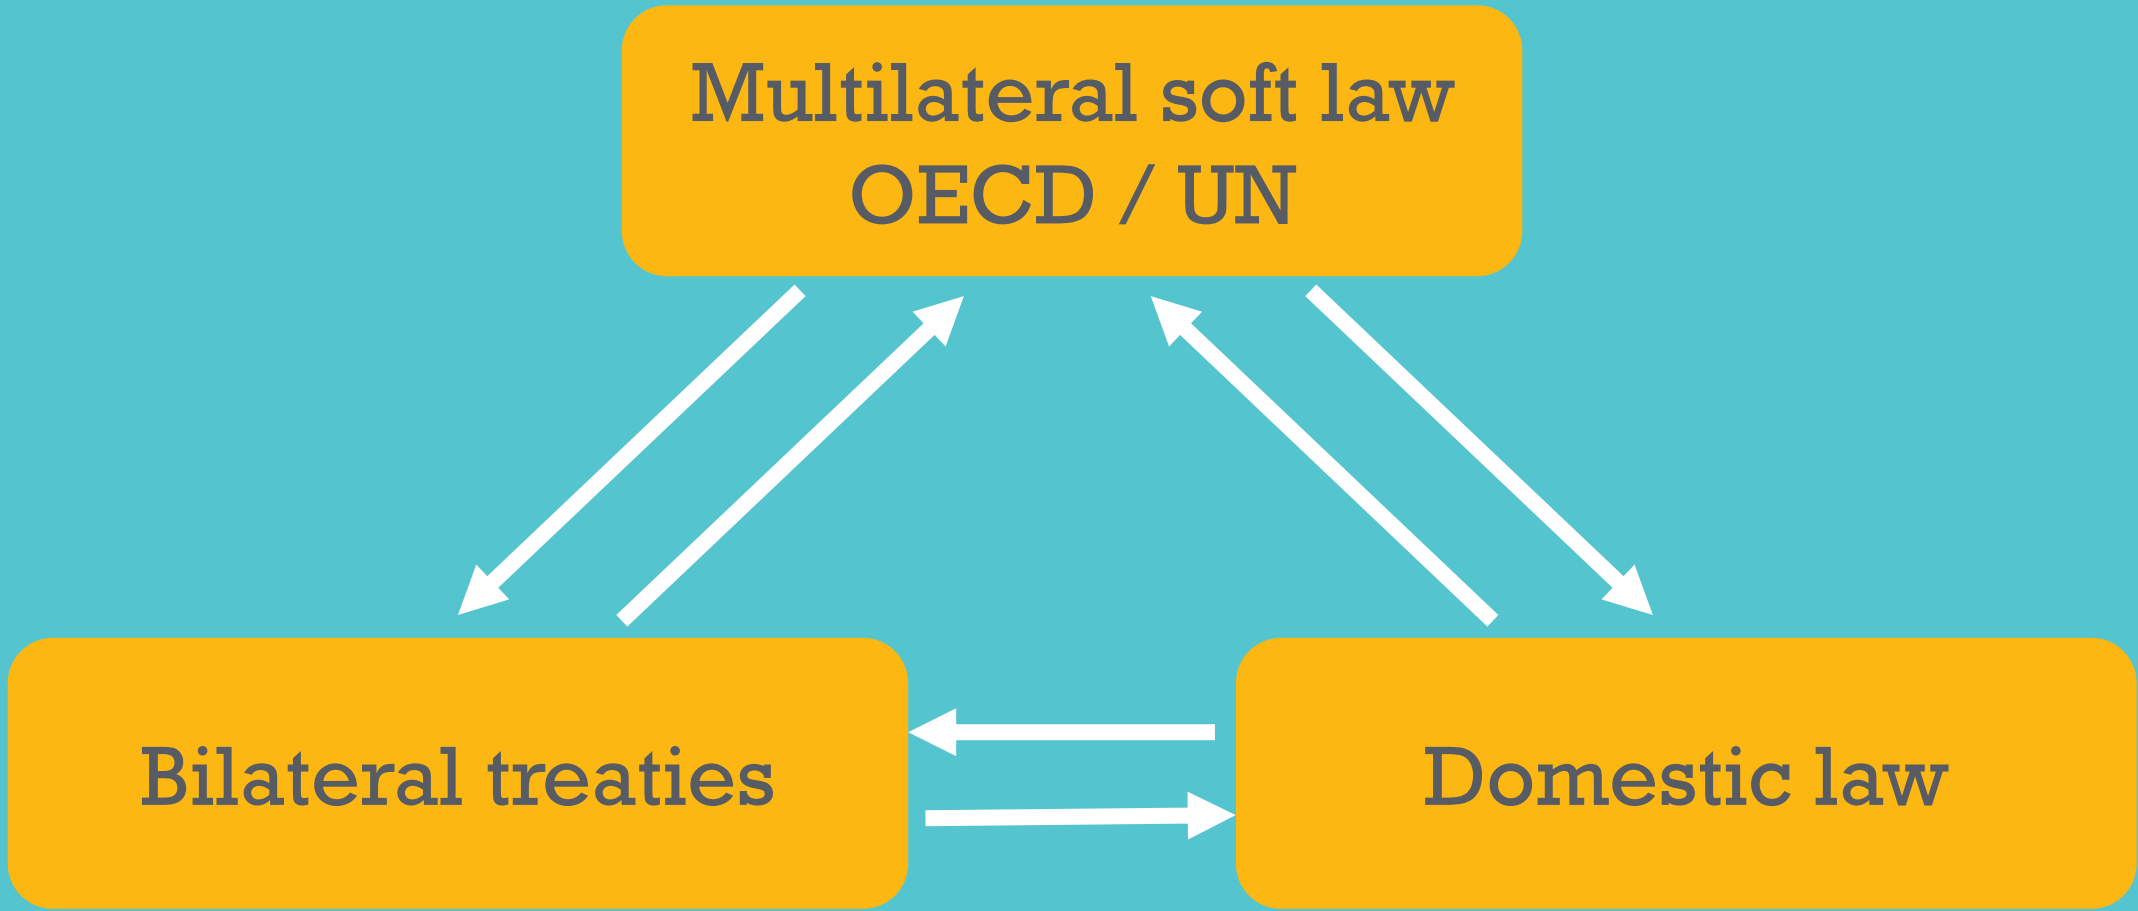 Multilateral soft law
OECD / UN
Bilateral treaties
Domestic law